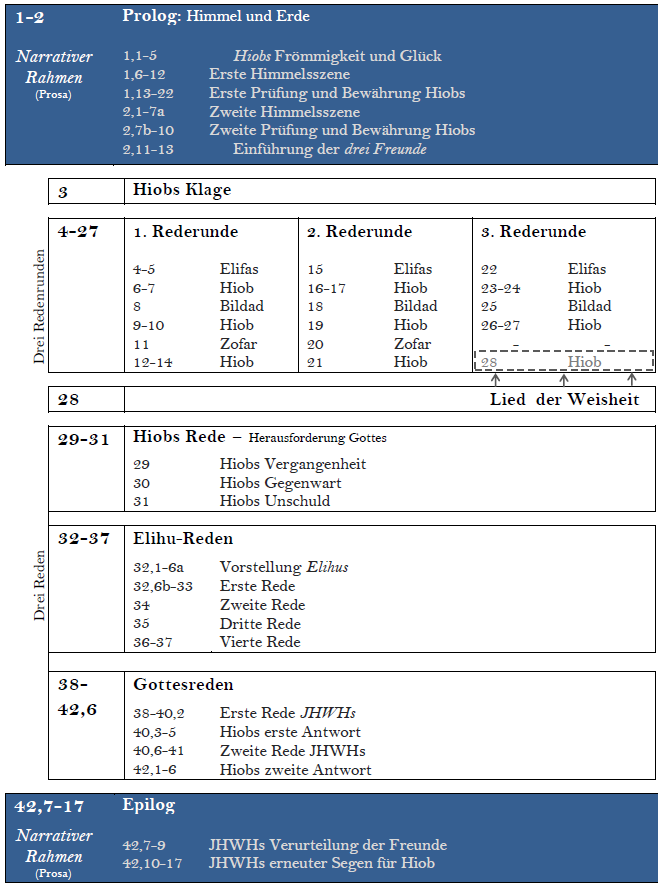 1–2 Prolog: Himmel und Erde
Narrativer 1,1–5 Hiobs Frömmigkeit und Glück
Rahmen 1,6–12 Erste Himmelsszene
(Prosa) 1,13–22 Erste Prüfung und Bewährung Hiobs
2,1–7a Zweite Himmelsszene
2,7b–10 Zweite Prüfung und Bewährung Hiobs
2,11–13 Einführung der drei Freunde
3 Hiobs Klage
Drei Redenrunden
4–27 1. Rederunde 2. Rederunde 3. Rederunde
4–5 Elifas 15 Elifas 22 Elifas
6–7 Hiob 16–17 Hiob 23–24 Hiob
8 Bildad 18 Bildad 25 Bildad
9–10 Hiob 19 Hiob 26–27 Hiob
11 Zofar 20 Zofar – –
12–14 Hiob 21 Hiob 28 Hiob
28 Lied der Weisheit
29–31 Hiobs Rede – Herausforderung Gottes
29 Hiobs Vergangenheit
30 Hiobs Gegenwart
31 Hiobs Unschuld
Drei Reden
32–37 Elihu-Reden
32,1–6a Vorstellung Elihus
32,6b–33 Erste Rede
34 Zweite Rede
35 Dritte Rede
36–37 Vierte Rede
38– Gottesreden
42,6 38–40,2 Erste Rede JHWHs
40,3–5 Hiobs erste Antwort
40,6–41 Zweite Rede JHWHs
42,1–6 Hiobs zweite Antwort
42,7–17 Epilog
Narrativer 42,7–9 JHWHs Verurteilung der Freunde
Rahmen 42,10–17 JHWHs erneuter Segen für Hiob
(Prosa)